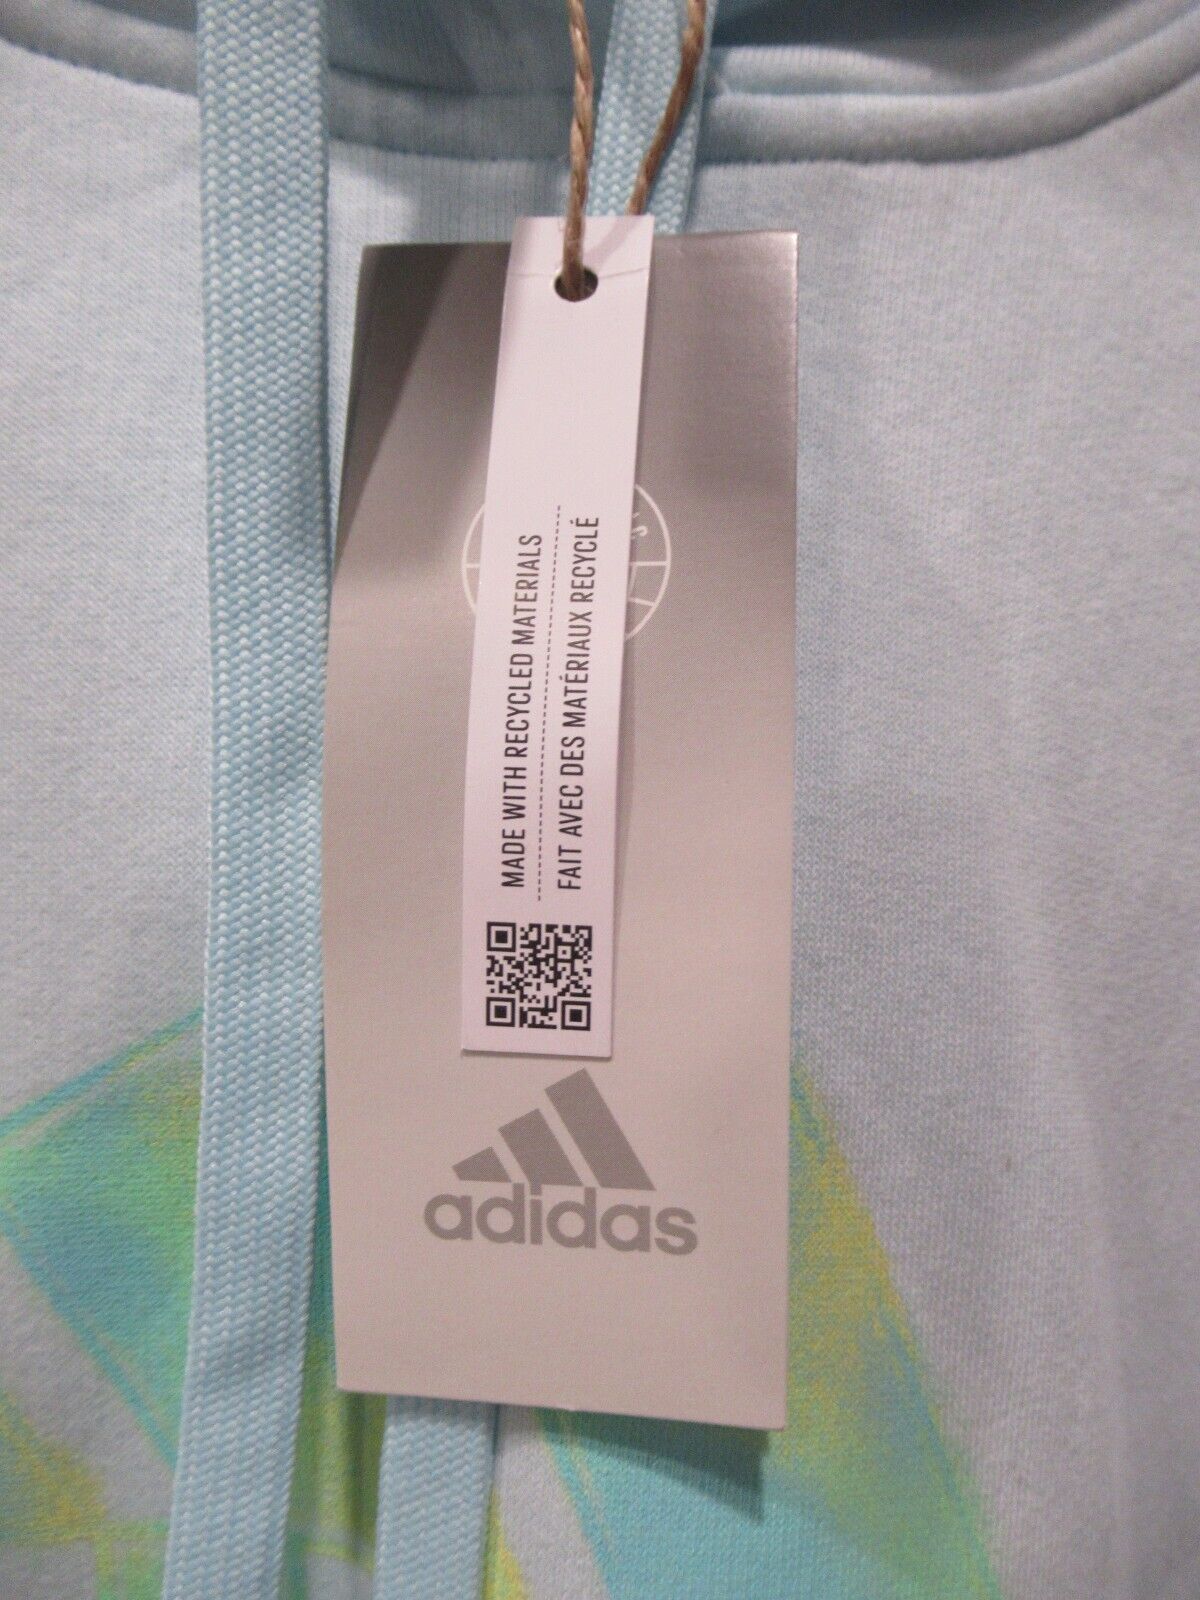 MADE WITH RECYCLED MATERIALS
FAIT AVEC DES MATÉRIAUX RECYCLÉ
adidas